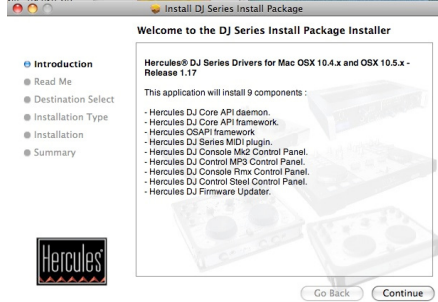 Install DJ Series Install Package
Welcome to the DJ Series Install Package Installer
Introduction
Read Me
Destination Select
Installation Type
Installation
Summary
Hercules® DJ Series Drivers for Mac OSX 10.4.x and OSX 10.5.x -
Release 1.17
This application will install 9 components :
- Hercules DJ Core API daemon.
- Hercules DJ Core API framework.
- Hercules OSAPI framework
- Hercules DJ Series MIDI plugin.
- Hercules DJ Console Mk2 Control Panel.
- Hercules DJ Control MP3 Control Panel.
- Hercules DJ Console Rmx Control Panel.
- Hercules DJ Control Steel Control Panel.
- Hercules DJ Firmware Updater.
Hercules
Go Back
Continue